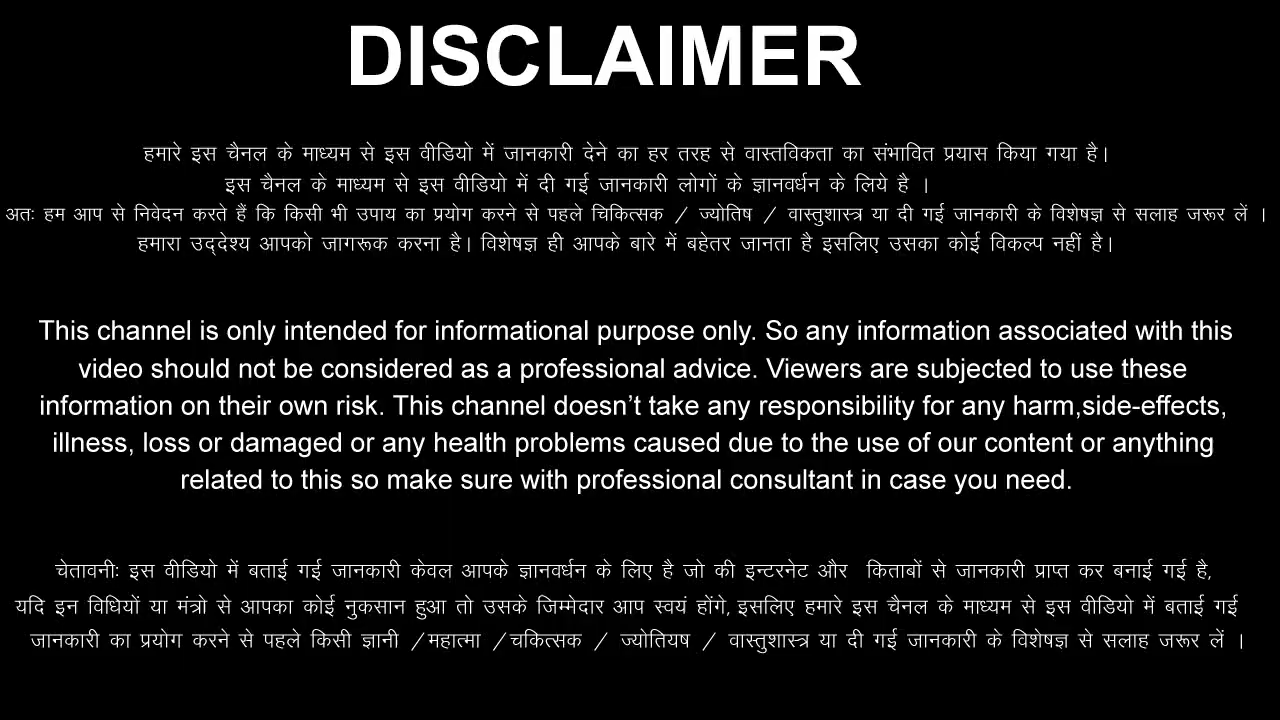 DISCLAIMER
हमारे इस चैनल के माध्यम से इस वीडियो में जानकारी देने का हर तरह से वास्तविकता का संभावित प्रयास किया गया है।
इस चैनल के माध्यम से इस वीडियो में दी गई जानकारी लोगों के ज्ञानवर्धन के लिये है ।
अतः हम आप से निवेदन करते हैं कि किसी भी उपाय का प्रयोग करने से पहले चिकित्सक / ज्योतिष / वास्तुशास्त्र या दी गई जानकारी के विशेषज्ञ से सलाह जरूर लें ।
हमारा उद्देश्य आपको जागरूक करना है। विशेषज्ञ ही आपके बारे में बहेतर जानता है इसलिए उसका कोई विकल्प नहीं है।
This channel is only intended for informational purpose only. So any information associated with this
video should not be considered as a professional advice. Viewers are subjected to use these
information on their own risk. This channel doesn’t take any responsibility for any harm,side-effects,
illness, loss or damaged or any health problems caused due to the use of our content or anything
related to this so make sure with professional consultant in case you need.
चेतावनीः इस वीडियो में बताई गई जानकारी केवल आपके ज्ञानवर्धन के लिए है जो की इन्टरनेट और किताबों से जानकारी प्राप्त कर बनाई गई है,
यदि इन विधियों या मंत्रो से आपका कोई नुकसान हुआ तो उसके जिम्मेदार आप स्वयं होंगे, इसलिए हमारे इस चैनल के माध्यम से इस वीडियो में बताई गई
जानकारी का प्रयोग करने से पहले किसी ज्ञानी /महात्मा /चकित्सक / ज्योतियष / वास्तुशास्त्र या दी गई जानकारी के विशेषज्ञ से सलाह जरूर लें ।